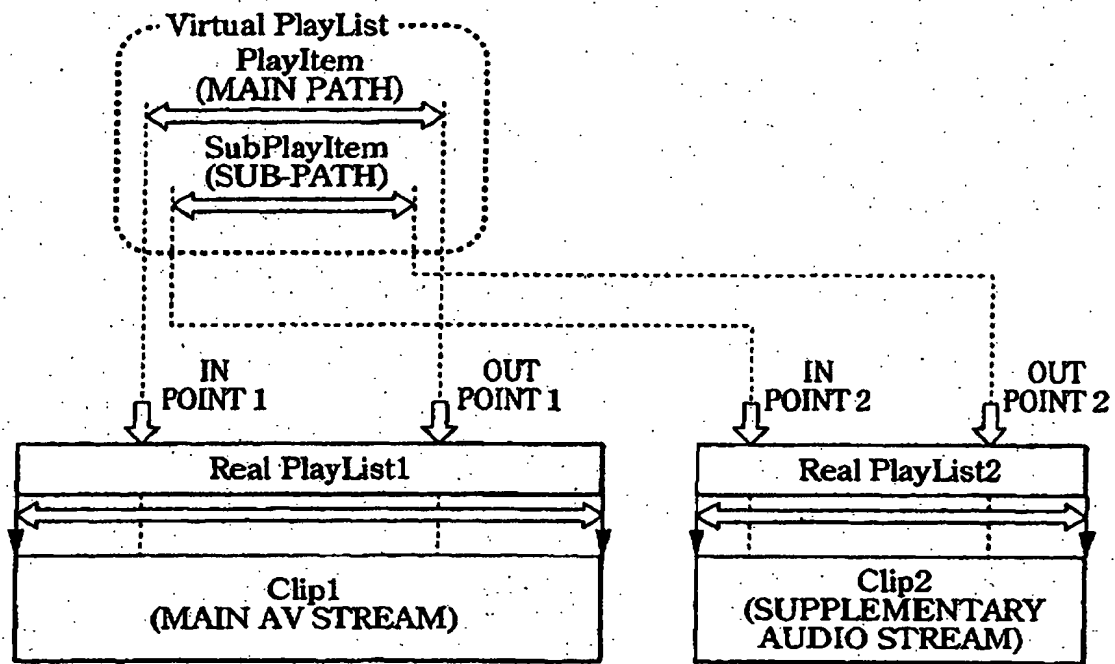 Virtual PlayList
PlayItem
(MAIN PATH)
SubPlayItem
(SUB-PATH)
IN
POINT 1
OUT
POINT 1
IN
POINT 2
OUT
POINT 2
Real PlayList1
Real PlayList2
Clip1
(MAIN AV STREAM)
Clip2
(SUPPLEMENTARY
AUDIO STREAM)